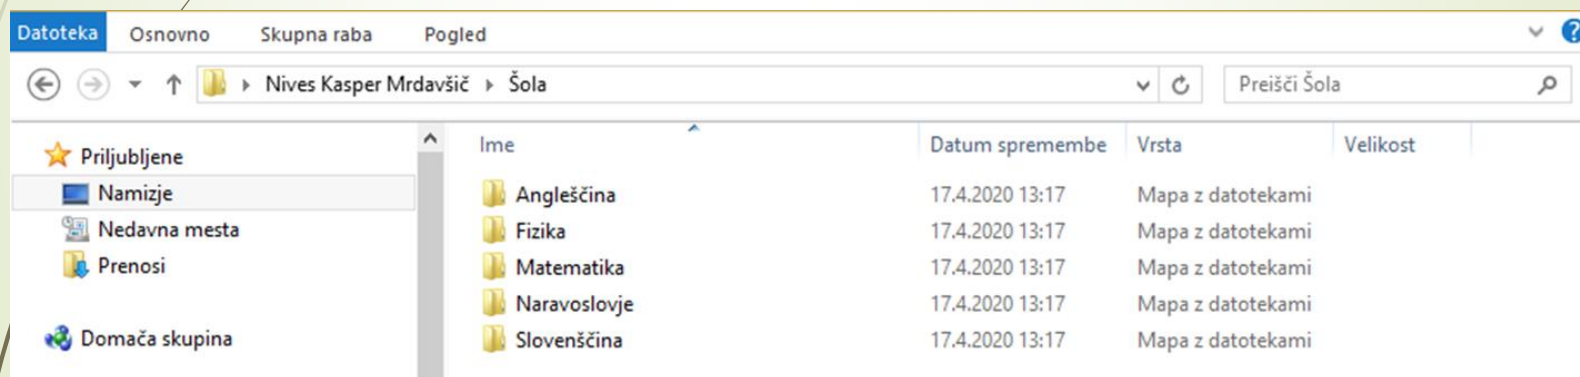 Datoteka Osnovno Skupna raba Pogled
Nives Kasper Mrdavšič Šola Preišči Šola
Priljubljene
Namizje
Nedavna mesta
Prenosi
Domača skupina
Ime Datum spremembe Vrsta Velikost
Angleščina 17.4.2020 13:17 Mapa z datotekami
Fizika 17.4.2020 13:17 Mapa z datotekami
Matematika 17.4.2020 13:17 Mapa z datotekami
Naravoslovje 17.4.2020 13:17 Mapa z datotekami
Slovenščina 17.4.2020 13:17 Mapa z datotekami